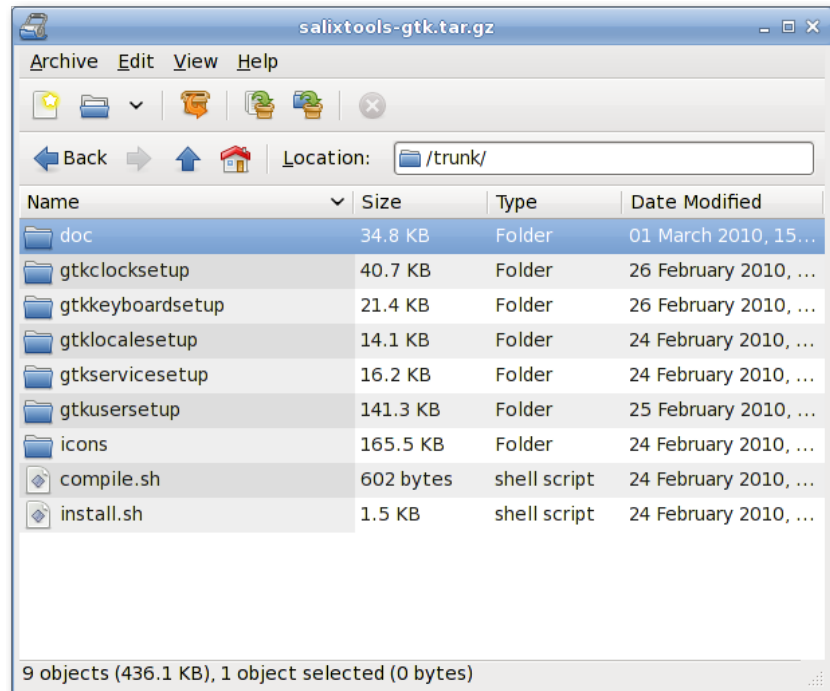 salixtools-gtk.tar.gz
Archive Edit View Help
Back Location: /trunk/
Name Size Type Date Modified
doc 34.8 KB Folder 01 March 2010, 15...
gtkclocksetup 40.7 KB Folder 26 February 2010, ...
gtkkeyboardsetup 21.4 KB Folder 26 February 2010, ...
gtklocalesetup 14.1 KB Folder 24 February 2010, ...
gtkservicesetup 16.2 KB Folder 24 February 2010, ...
gtkusersetup 141.3 KB Folder 25 February 2010, ...
icons 165.5 KB Folder 24 February 2010, ...
compile.sh 602 bytes shell script 24 February 2010, ...
install.sh 1.5 KB shell script 24 February 2010, ...
9 objects (436.1 KB), 1 object selected (0 bytes)